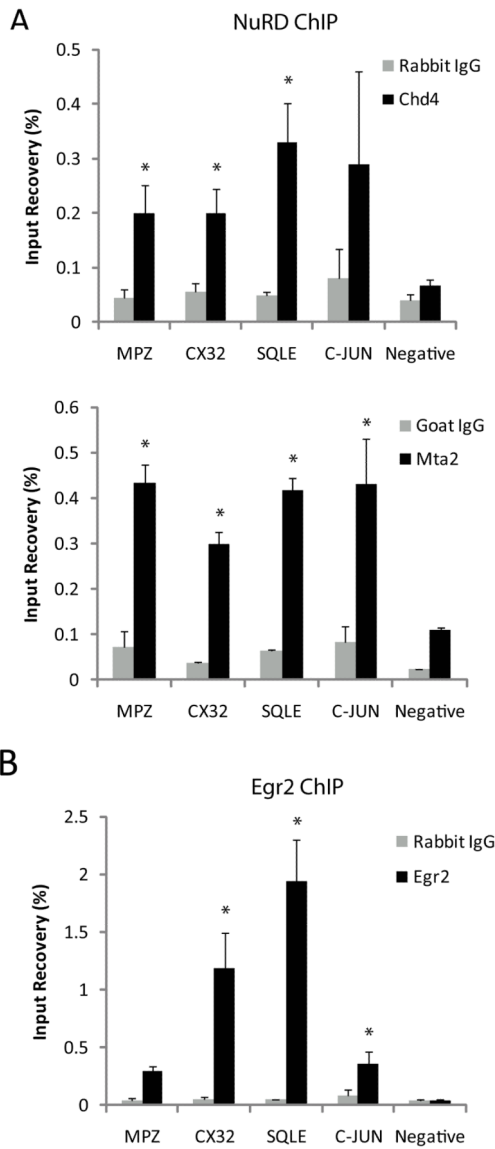 A
NuRD ChIP
Input Recovery (%)
0.5
0.4
0.3
0.2
0.1
0
* * *
Rabbit IgG
Chd4
MPZ CX32 SQLE C-JUN Negative
Input Recovery (%)
0.6
0.5
0.4
0.3
0.2
0.1
0
* * * *
Goat IgG
Mta2
MPZ CX32 SQLE C-JUN Negative
B
Egr2 ChIP
Input Recovery (%)
2.5
2
1.5
1
0.5
0
* * *
Rabbit IgG
Egr2
MPZ CX32 SQLE C-JUN Negative